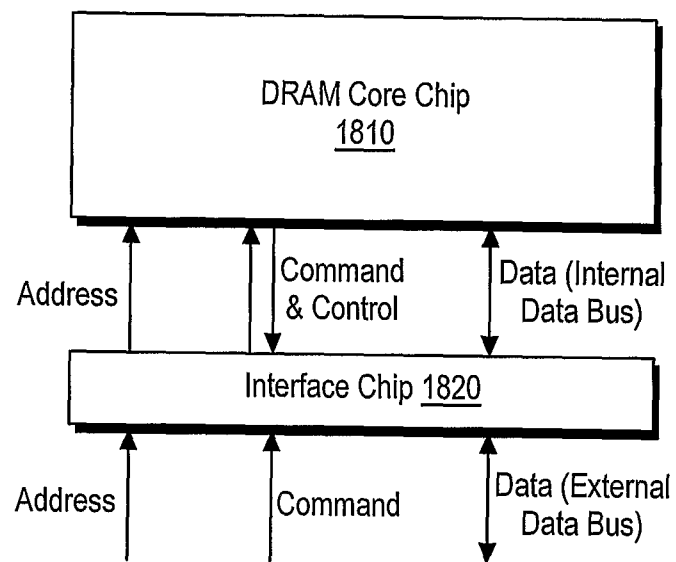 DRAM Core Chip
1810
Address
Command
& Control
Data (Internal
Data Bus)
Interface Chip 1820
Address
Command
Data (External
Data Bus)